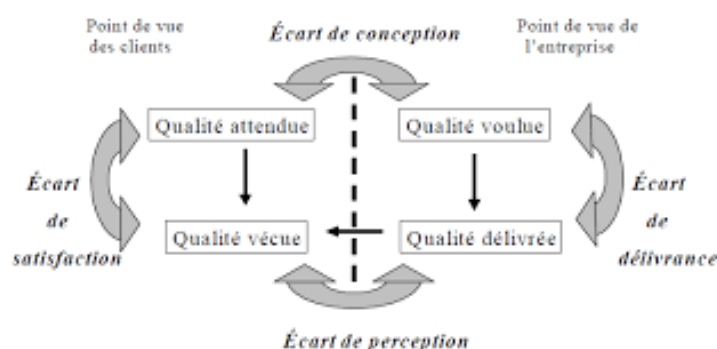 Point de vue
des clients
Écart de conception
Point de vue de
l'entreprise
Qualité attendue
Qualité voulue
Écart
de
satisfaction
Écart
de
délivrance
Qualité vécue
Qualité délivrée
Écart de perception